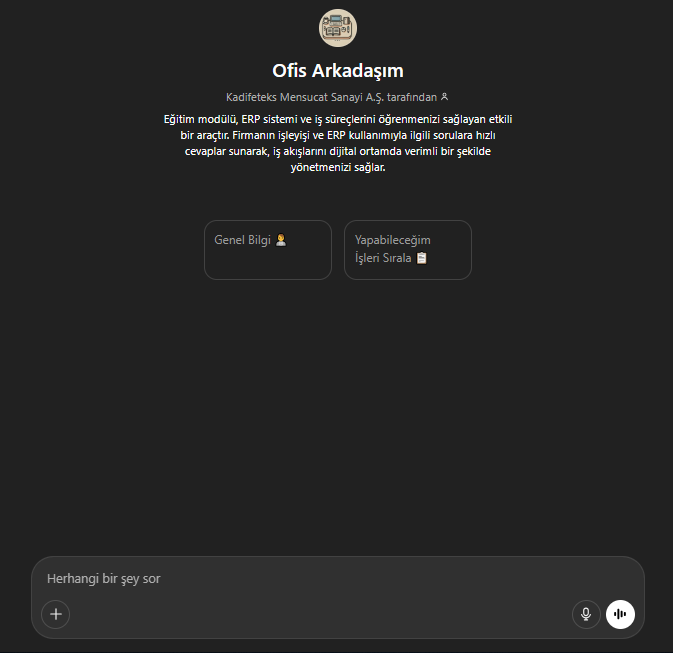 Ofis Arkadaşım
Kadifeteks Mensucat Sanayi A.Ş. tarafından
Eğitim modülü, ERP sistemi ve iş süreçlerini öğrenmenizi sağlayan etkili
bir araçtır. Firmanın işleyişi ve ERP kullanımıyla ilgili sorulara hızlı
cevaplar sunarak, iş akışlarını dijital ortamda verimli bir şekilde
yönetmenizi sağlar.
Genel Bilgi
Yapabileceğim
İşleri Sırala
Herhangi bir şey sor